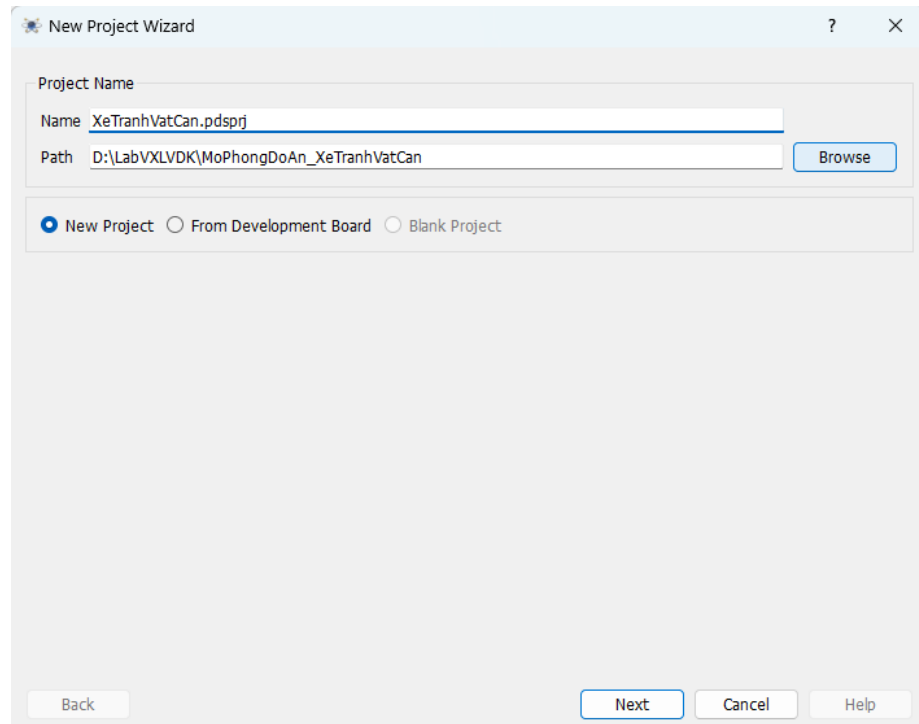 New Project Wizard ?
Project Name
Name XeTranhVatCan.pdsprj
Path D:\LabVXLVDK\MoPhongDoAn_XeTranhVatCan Browse
New Project From Development Board Blank Project
Back Next Cancel Help